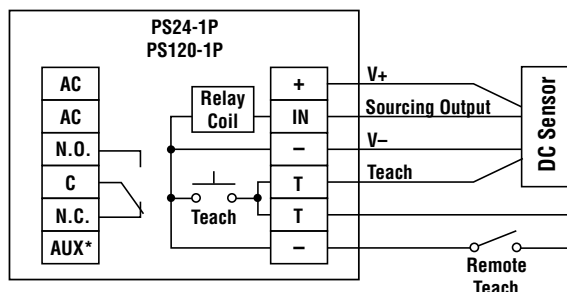 PS24-1P
PS120-1P
AC
AC
N.O.
C
N.C.
AUX*
Relay
Coil
Teach
+
IN
–
T
T
–
V+
Sourcing Output
V–
Teach
DC Sensor
Remote
Teach